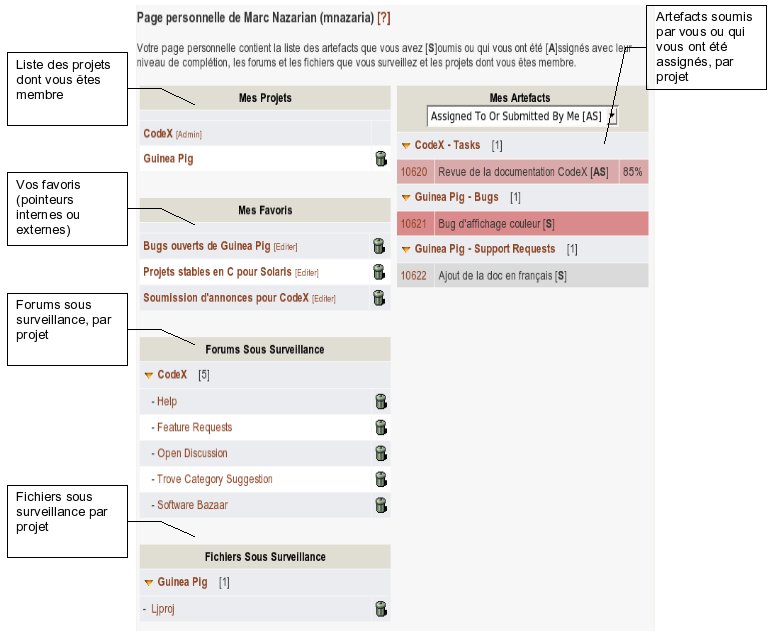 Page personnelle de Marc Nazarian (mnazaria) [?]
Votre page personnelle contient la liste des artefacts que vous avez [S]oumis ou qui vous ont été [A]ssignés avec leur
niveau de complétion, les forums et les fichiers que vous surveillez et les projets dont vous êtes membre.
Artefacts soumis
par vous ou qui
vous ont été
assignés, par
projet
Liste des projets
dont vous êtes
membre
Mes Projets
CodeX [Admin]
Guinea Pig
Vos favoris
(pointeurs
internes ou
externes)
Mes Favoris
Bugs ouverts de Guinea Pig [Editer]
Projets stables en C pour Solaris [Editer]
Soumission d'annonces pour CodeX [Editer]
Forums sous
surveillance, par
projet
Forums Sous Surveillance
CodeX [5]
- Help
- Feature Requests
- Open Discussion
- Trove Category Suggestion
- Software Bazaar
Fichiers sous
surveillance par
projet
Fichiers Sous Surveillance
Guinea Pig [1]
- Ljproj
Mes Artefacts
Assigned To Or Submitted By Me [AS]
CodeX - Tasks [1]
10620 Revue de la documentation CodeX [AS] 85%
Guinea Pig - Bugs [1]
10621 Bug d'affichage couleur [S]
Guinea Pig - Support Requests [1]
10622 Ajout de la doc en français [S]